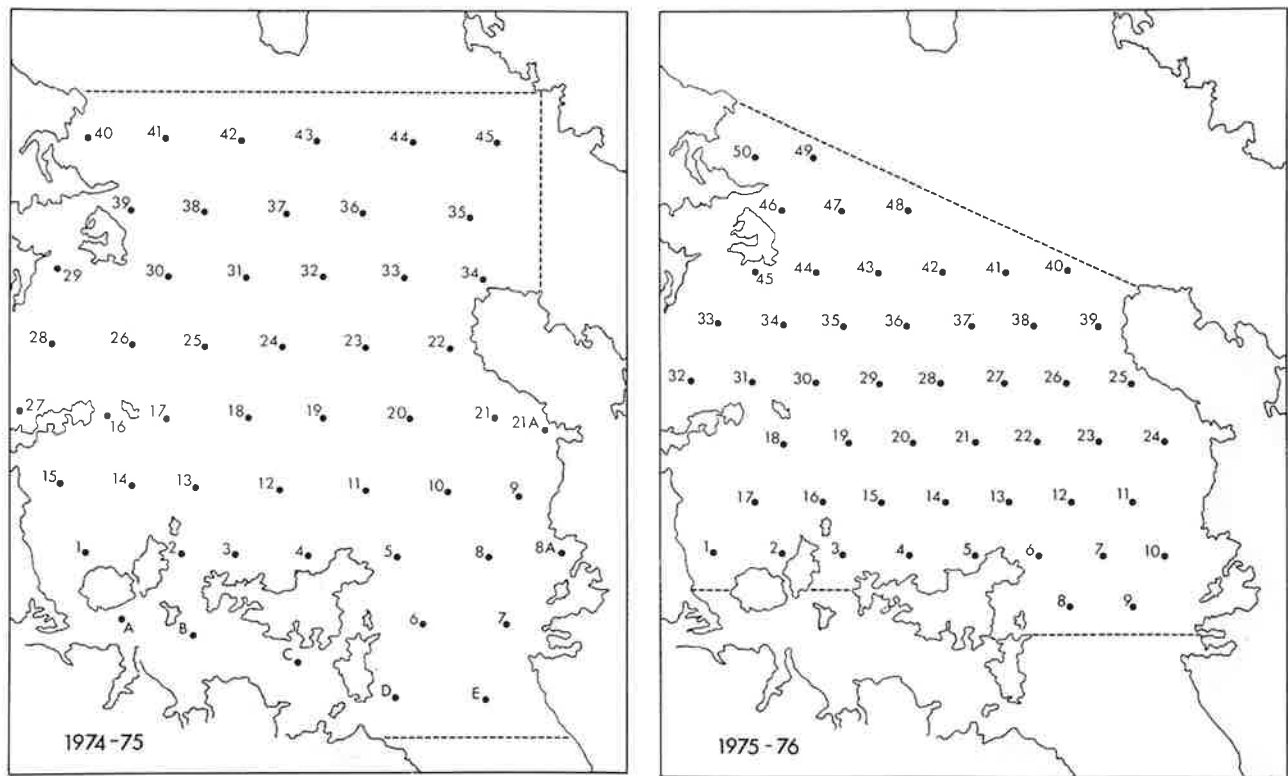 40 41 42 43 44 45
39 38 37 36 35
29 30 31 32 33 34
28 26 25 24 23 22
27 16 17 18 19 20 21 21A
15 14 13 12 11 10 9
1 2 3 4 5 8 8A
A B 6 7
C
D E
1974-75
50 49
46 47 48
45 44 43 42 41 40
33 34 35 36 37 38 39
32 31 30 29 28 27 26 25
18 19 20 21 22 23 24
17 16 15 14 13 12 11
1 2 3 4 5 6 7 10
8 9
1975-76